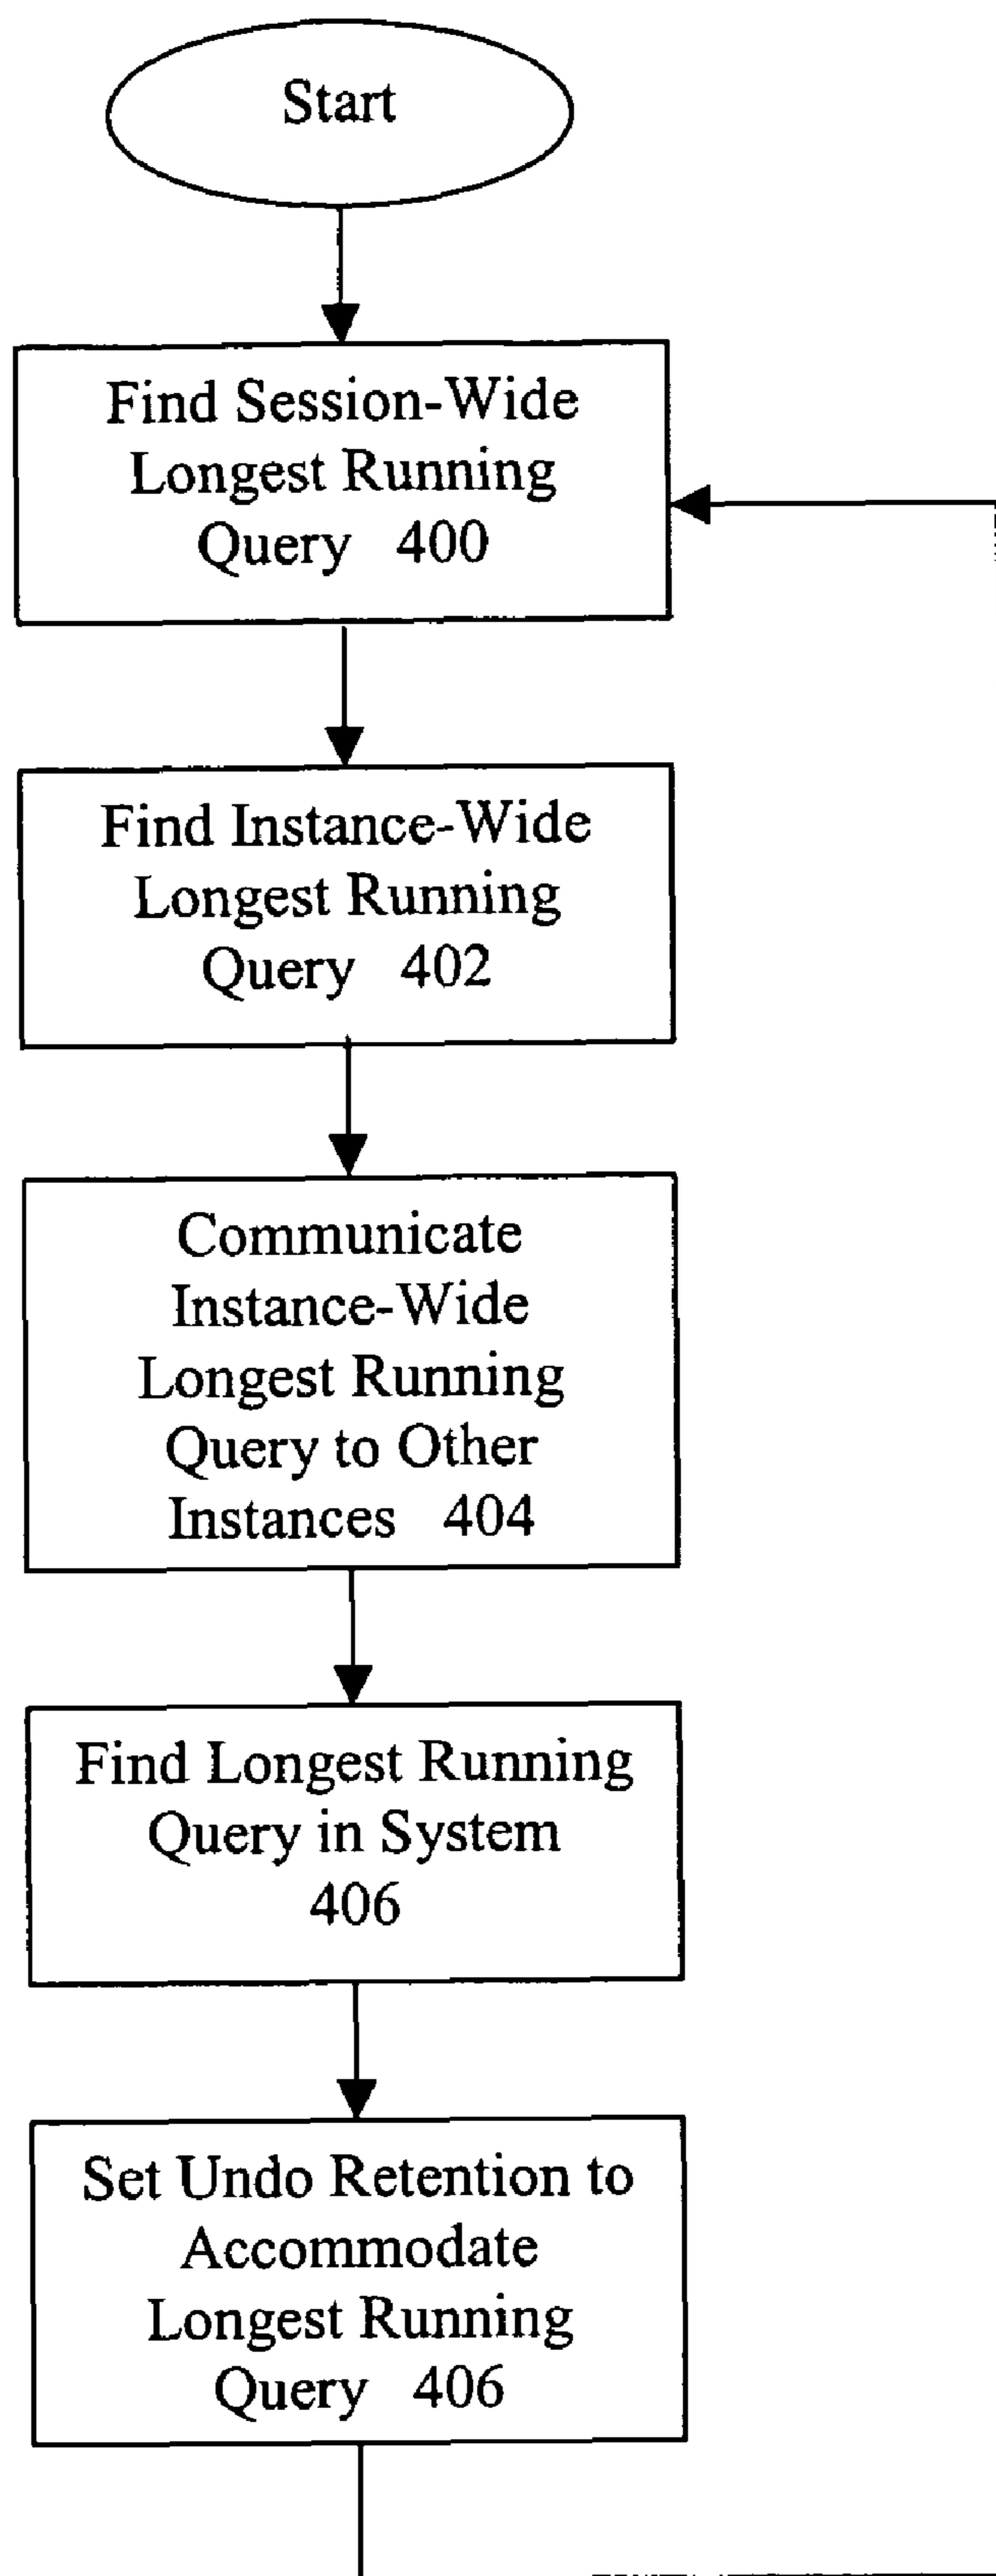 Start
Find Session-Wide
Longest Running
Query 400
Find Instance-Wide
Longest Running
Query 402
Communicate
Instance-Wide
Longest Running
Query to Other
Instances 404
Find Longest Running
Query in System
406
Set Undo Retention to
Accommodate
Longest Running
Query 406